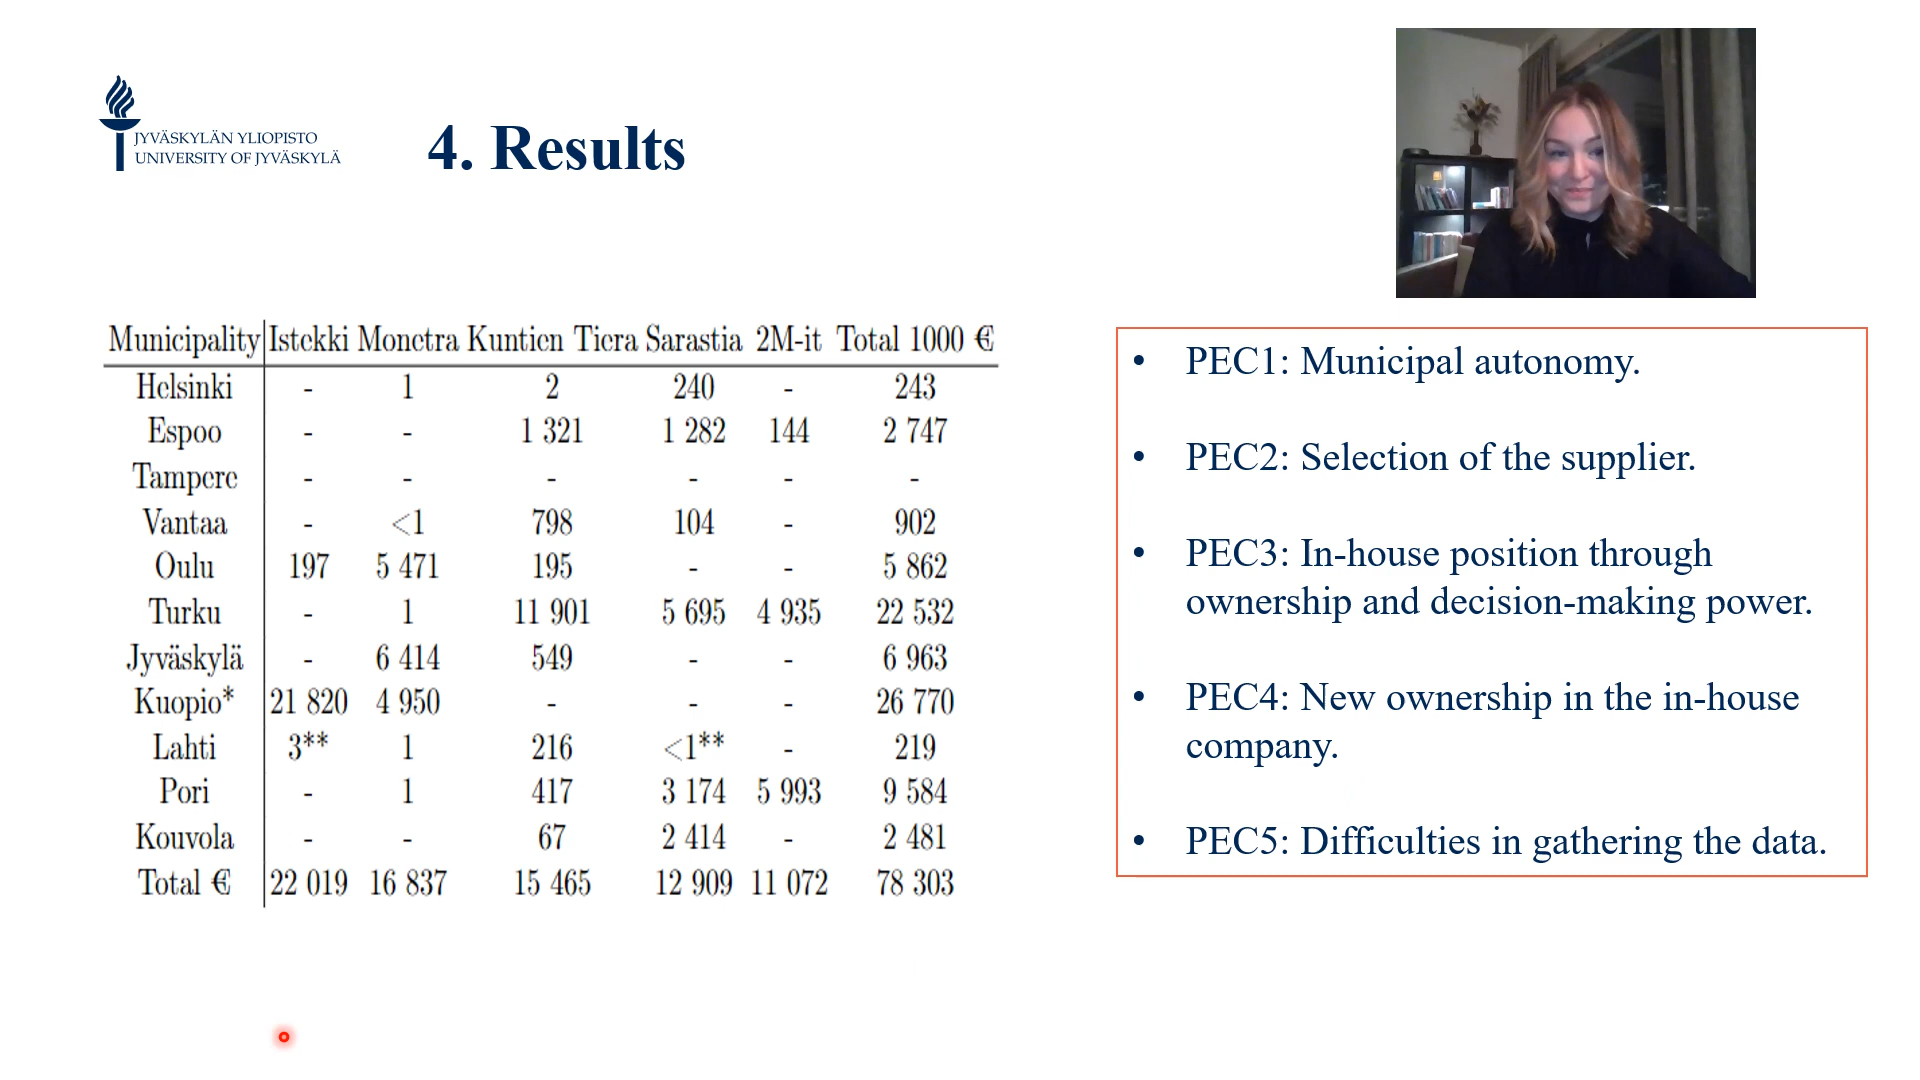 JYVÄSKYLÄN YLIOPISTO
UNIVERSITY OF JYVÄSKYLÄ
4. Results
Municipality Istekki Monetra Kuntien Tiera Sarastia 2M-it Total 1000 €
Helsinki - 1 2 240 - 243
Espoo - - 1 321 1 282 144 2 747
Tampere - - - - - -
Vantaa - <1 798 104 - 902
Oulu 197 5 471 195 - - 5 862
Turku - 1 11 901 5 695 4 935 22 532
Jyväskylä - 6 414 549 - - 6 963
Kuopio* 21 820 4 950 - - - 26 770
Lahti 3** 1 216 <1** - 219
Pori - 1 417 3 174 5 993 9 584
Kouvola - - 67 2 414 - 2 481
Total € 22 019 16 837 15 465 12 909 11 072 78 303
• PEC1: Municipal autonomy.
• PEC2: Selection of the supplier.
• PEC3: In-house position through
ownership and decision-making power.
• PEC4: New ownership in the in-house
company.
• PEC5: Difficulties in gathering the data.